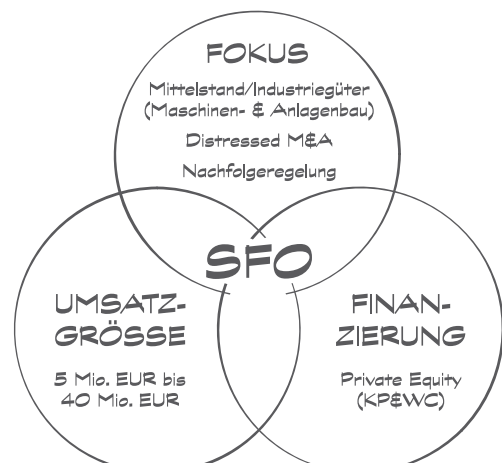 FOKUS
Mittelstand/Industriegüter
(Maschinen- & Anlagenbau)
Distressed M&A
Nachfolgeregelung
SFO
UMSATZ-
GRÖSSE
5 Mio. EUR bis
40 Mio. EUR
FINAN-
ZIERUNG
Private Equity
(KP&WC)